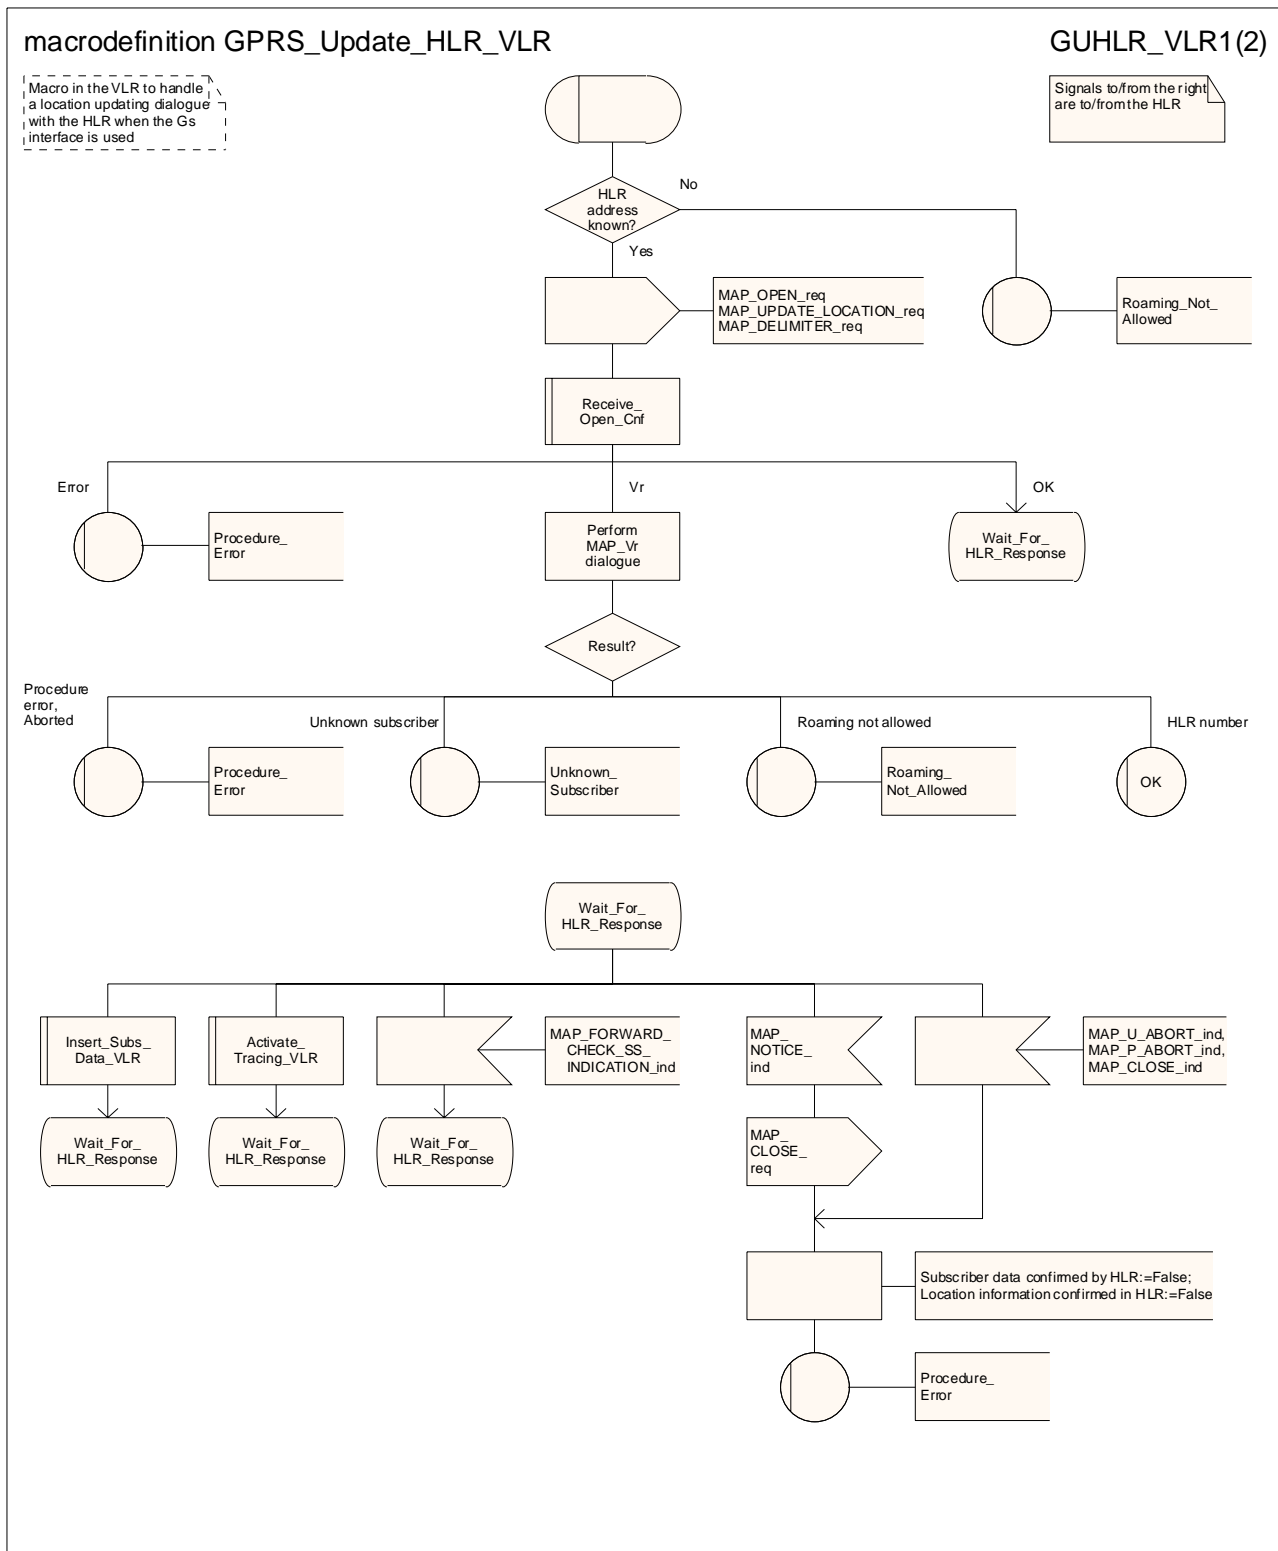 macrodefinition GPRS_Update_HLR_VLR
GUHLR_VLR1(2)
Macro in the VLR to handle
a location updating dialogue
with the HLR when the Gs
interface is used
Signals to/from the right
are to/from the HLR
HLR
address
known?
No
Yes
MAP_OPEN_req
MAP_UPDATE_LOCATION_req
MAP_DELIMITER_req
Roaming_Not_
Allowed
Receive_
Open_Cnf
Error
Vr
OK
Procedure_
Error
Perform
MAP_Vr
dialogue
Wait_For_
HLR_Response
Result?
Procedure
error,
Aborted
Unknown subscriber
Roaming not allowed
HLR number
Procedure_
Error
Unknown_
Subscriber
Roaming_
Not_Allowed
OK
Wait_For_
HLR_Response
Insert_Subs_
Data_VLR
Activate_
Tracing_VLR
MAP_FORWARD_
CHECK_SS_
INDICATION_ind
MAP_
NOTICE_
ind
MAP_U_ABORT_ind,
MAP_P_ABORT_ind,
MAP_CLOSE_ind
Wait_For_
HLR_Response
Wait_For_
HLR_Response
Wait_For_
HLR_Response
MAP_
CLOSE_
req
Subscriber data confirmed by HLR:=False;
Location information confirmed in HLR:=False
Procedure_
Error